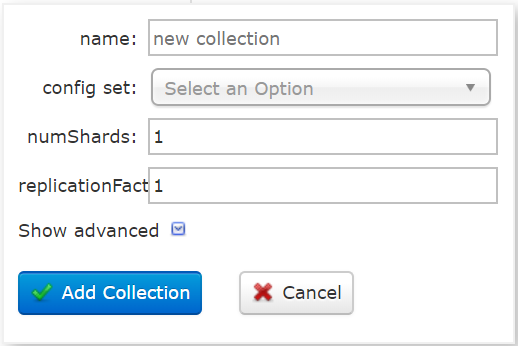 name: new collection
config set: Select an Option
numShards: 1
replicationFact 1
Show advanced
Add Collection Cancel